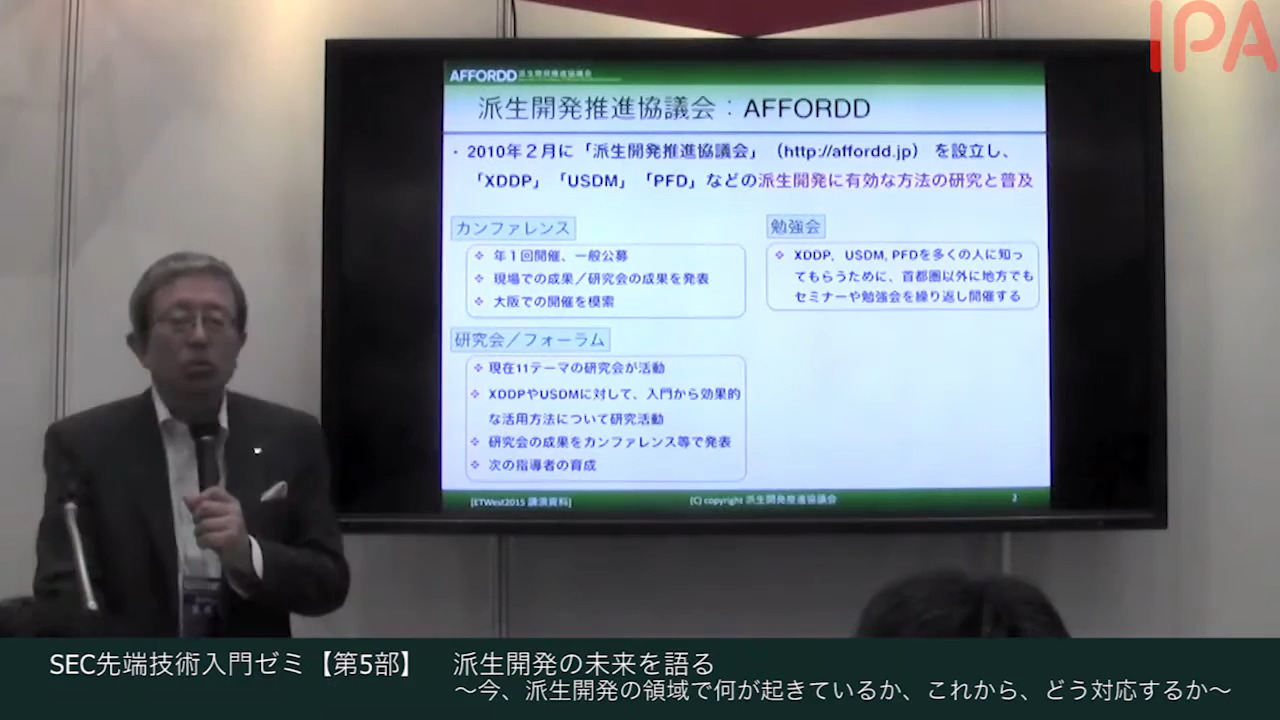 IPA
AFFORDD 派生開発推進協議会
派生開発推進協議会：AFFORDD
・2010年２月に「派生開発推進協議会」（http://affordd.jp）を設立し、
「XDDP」「USDM」「PFD」などの派生開発に有効な方法の研究と普及
カンファレンス
❖ 年１回開催、一般公募
❖ 現場での成果／研究会の成果を発表
❖ 大阪での開催を模索
研究会／フォーラム
❖ 現在11テーマの研究会が活動
❖ XDDPやUSDMに対して、入門から効果的
な活用方法について研究活動
❖ 研究会の成果をカンファレンス等で発表
❖ 次の指導者の育成
勉強会
❖ XDDP，USDM, PFDを多くの人に知っ
てもらうために、首都圏以外に地方でも
セミナーや勉強会を繰り返し開催する
[ETWest2015 講演資料]
(C) copyright 派生開発推進協議会
2
SEC先端技術入門ゼミ【第5部】 派生開発の未来を語る
～今、派生開発の領域で何が起きているか、これから、どう対応するか～